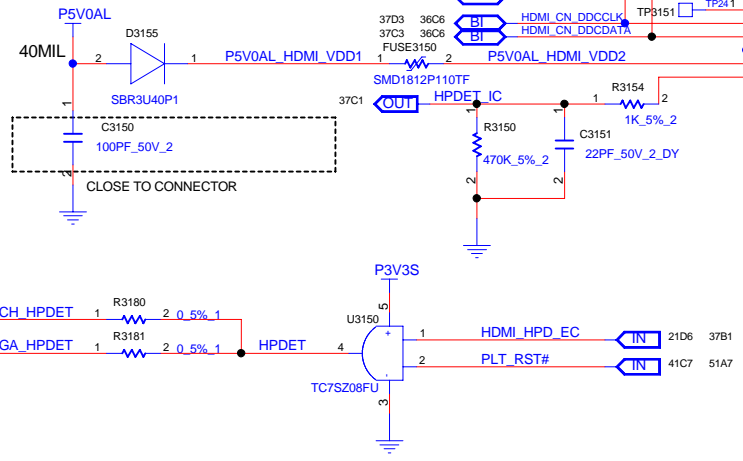 P5V0AL
TP3151
TP241
37D3 36C6 BI HDMI_CN_DDCCLK
37C3 36C6 BI HDMI_CN_DDCDATA
40MIL
D3155
FUSE3150
2 1 P5V0AL_HDMI_VDD1 1 2 P5V0AL_HDMI_VDD2
SBR3U40P1
SMD1812P110TF
37C1 OUT HPDET_IC 1 R3154 2
1K_5%_2
1
C3150
100PF_50V_2
2
CLOSE TO CONNECTOR
1
R3150
470K_5%_2
2
1
C3151
22PF_50V_2_DY
2
P3V3S
5
U3150
CH_HPDET 1 R3180 2 0_5%_1
GA_HPDET 1 R3181 2 0_5%_1
HPDET 4
+
-
1 HDMI_HPD_EC IN 21D6 37B1
2 PLT_RST# IN 41C7 51A7
TC7SZ08FU
3